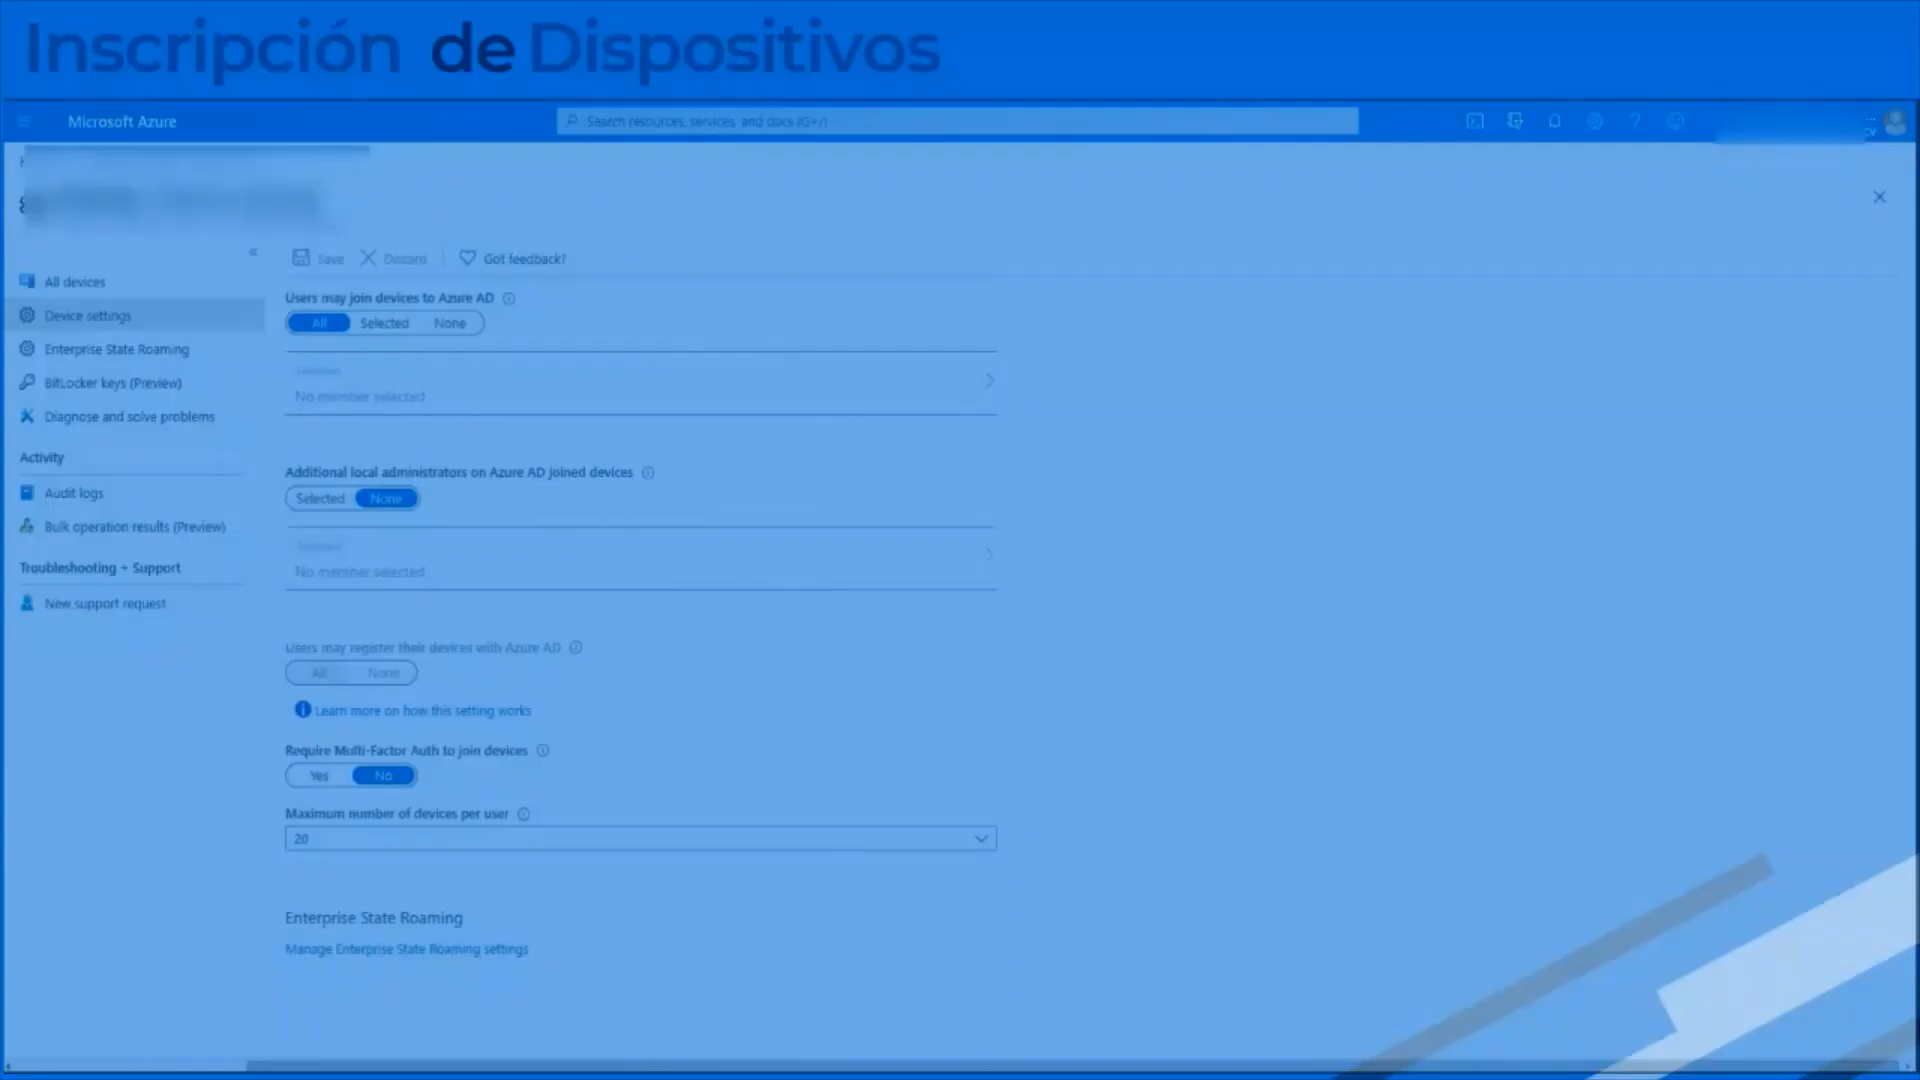 Inscripción de Dispositivos
Microsoft Azure
Search resources, services, and docs (G+/)
Save
Discard
Got feedback?
All devices
Device settings
Enterprise State Roaming
BitLocker keys (Preview)
Diagnose and solve problems
Activity
Audit logs
Bulk operation results (Preview)
Troubleshooting + Support
New support request
Users may join devices to Azure AD
All Selected None
No member selected
Additional local administrators on Azure AD joined devices
Selected None
No member selected
Users may register their devices with Azure AD
All None
Learn more on how this setting works
Require Multi-Factor Auth to join devices
Yes No
Maximum number of devices per user
20
Enterprise State Roaming
Manage Enterprise State Roaming settings